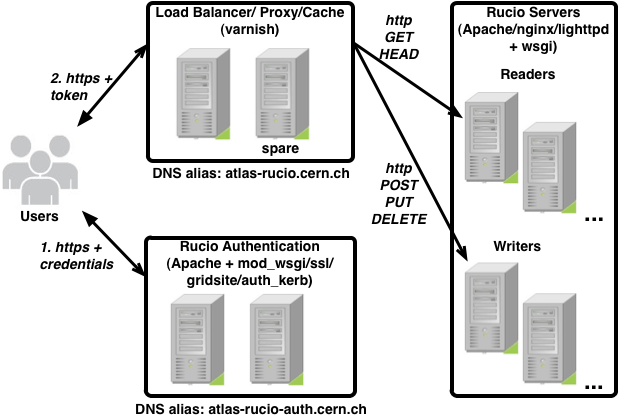 Load Balancer/ Proxy/Cache
(varnish)
spare
DNS alias: atlas-rucio.cern.ch
http
GET
HEAD
Rucio Servers
(Apache/nginx/lighttpd
+ wsgi)
Readers
...
2. https +
token
Users
http
POST
PUT
DELETE
1. https +
credentials
Rucio Authentication
(Apache + mod_wsgi/ssl/
gridsite/auth_kerb)
DNS alias: atlas-rucio-auth.cern.ch
Writers
...